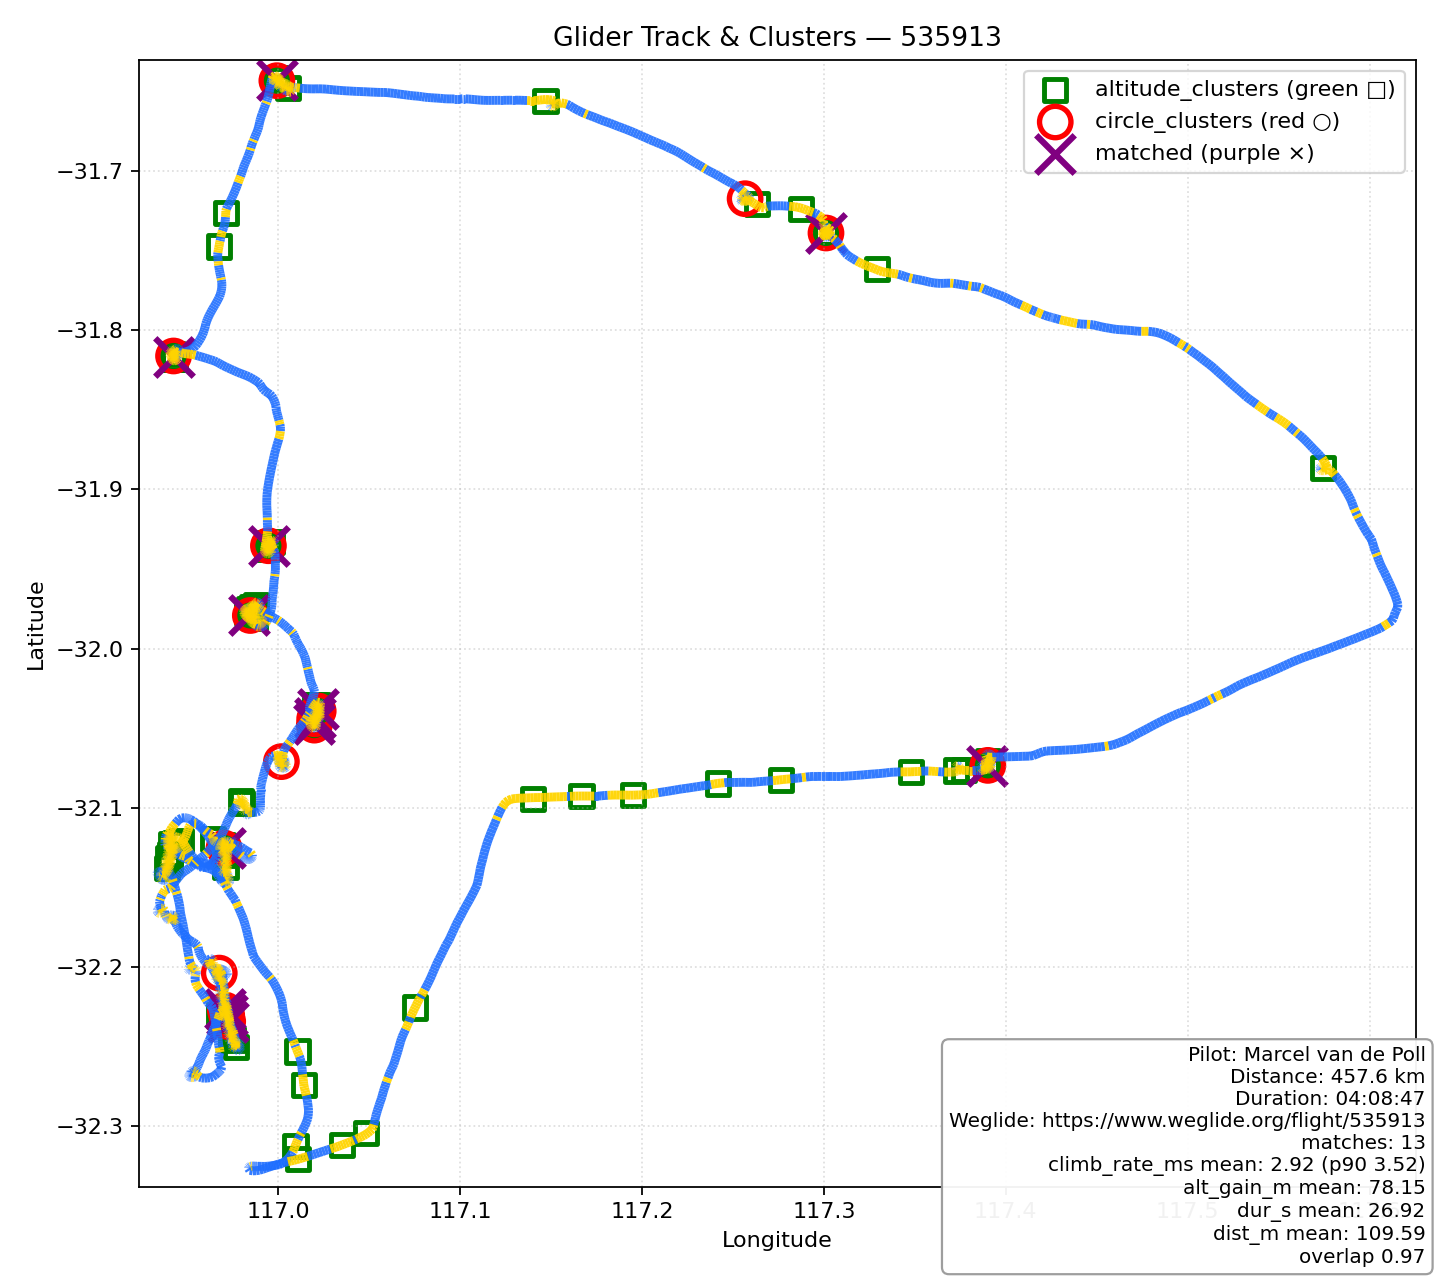 Glider Track & Clusters — 535913
altitude_clusters (green □)
circle_clusters (red ○)
matched (purple ×)
−31.7
−31.8
−31.9
−32.0
−32.1
−32.2
−32.3
Latitude
117.0
117.1
117.2
117.3
117.4
117.5
Longitude
Pilot: Marcel van de Poll
Distance: 457.6 km
Duration: 04:08:47
Weglide: https://www.weglide.org/flight/535913
matches: 13
climb_rate_ms mean: 2.92 (p90 3.52)
alt_gain_m mean: 78.15
dur_s mean: 26.92
dist_m mean: 109.59
overlap 0.97